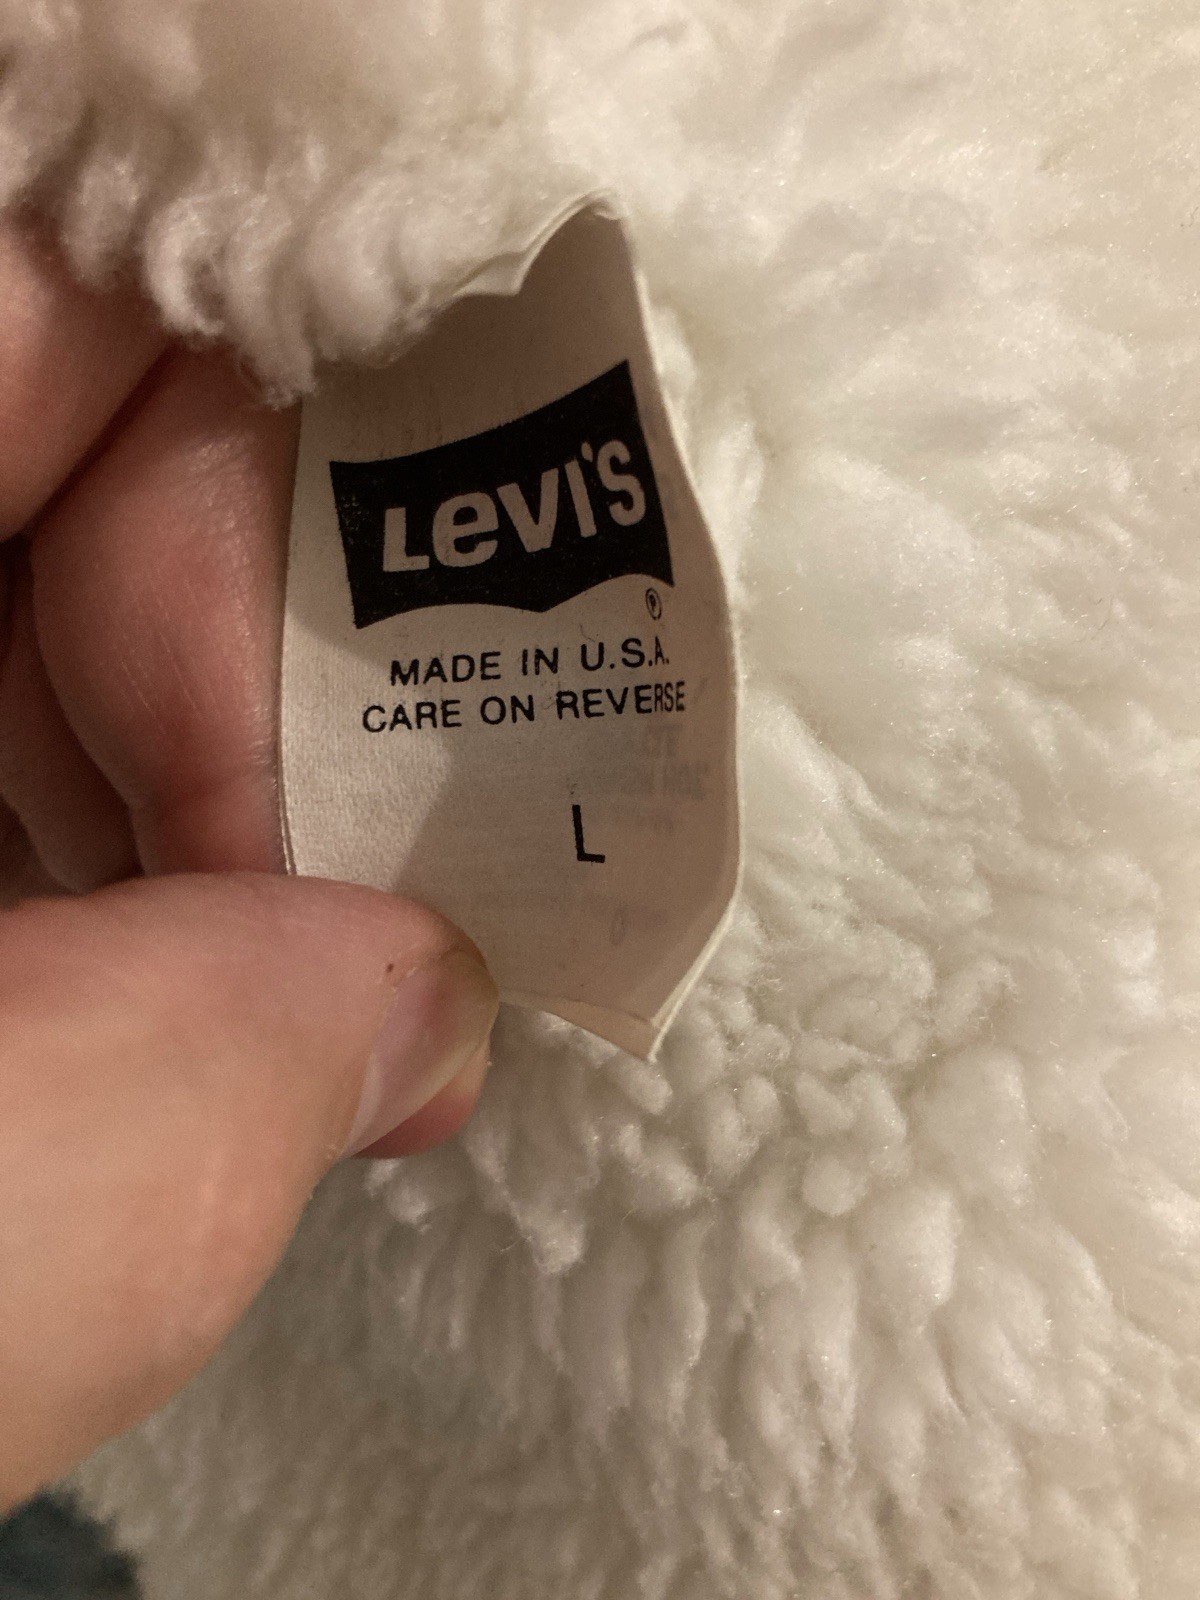 Levi's
®
MADE IN U.S.A.
CARE ON REVERSE
L